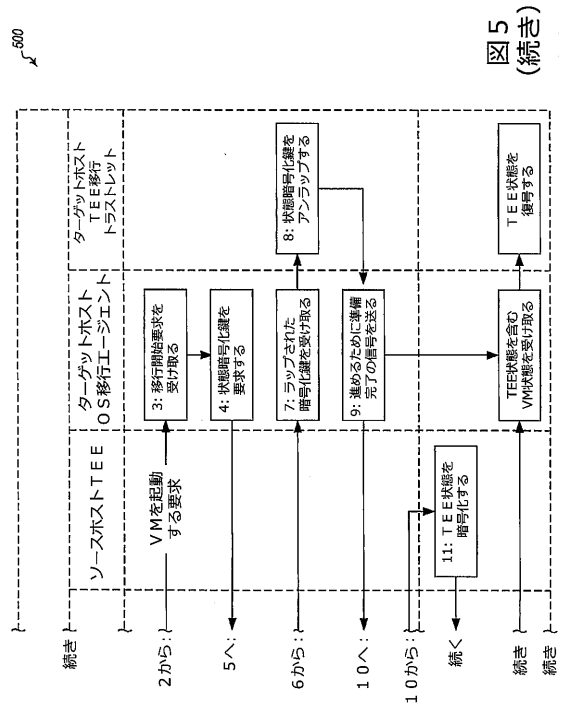 500
図5
(続き)
続き
ソースホストTEE
ターゲットホスト
OS移行エージェント
ターゲットホスト
TEE移行
トラストレット
2から:
VMを起動
する要求
3: 移行開始要求を
受け取る
5へ:
4: 状態暗号化鍵を
要求する
6から:
7: ラップされた
暗号化鍵を受け取る
8: 状態暗号化鍵を
アンラップする
10へ:
9: 進めるために準備
完了の信号を送る
10から:
続く
11: TEE状態を
暗号化する
続き
TEE状態を含む
VM状態を受け取る
TEE状態を
復号する
続き